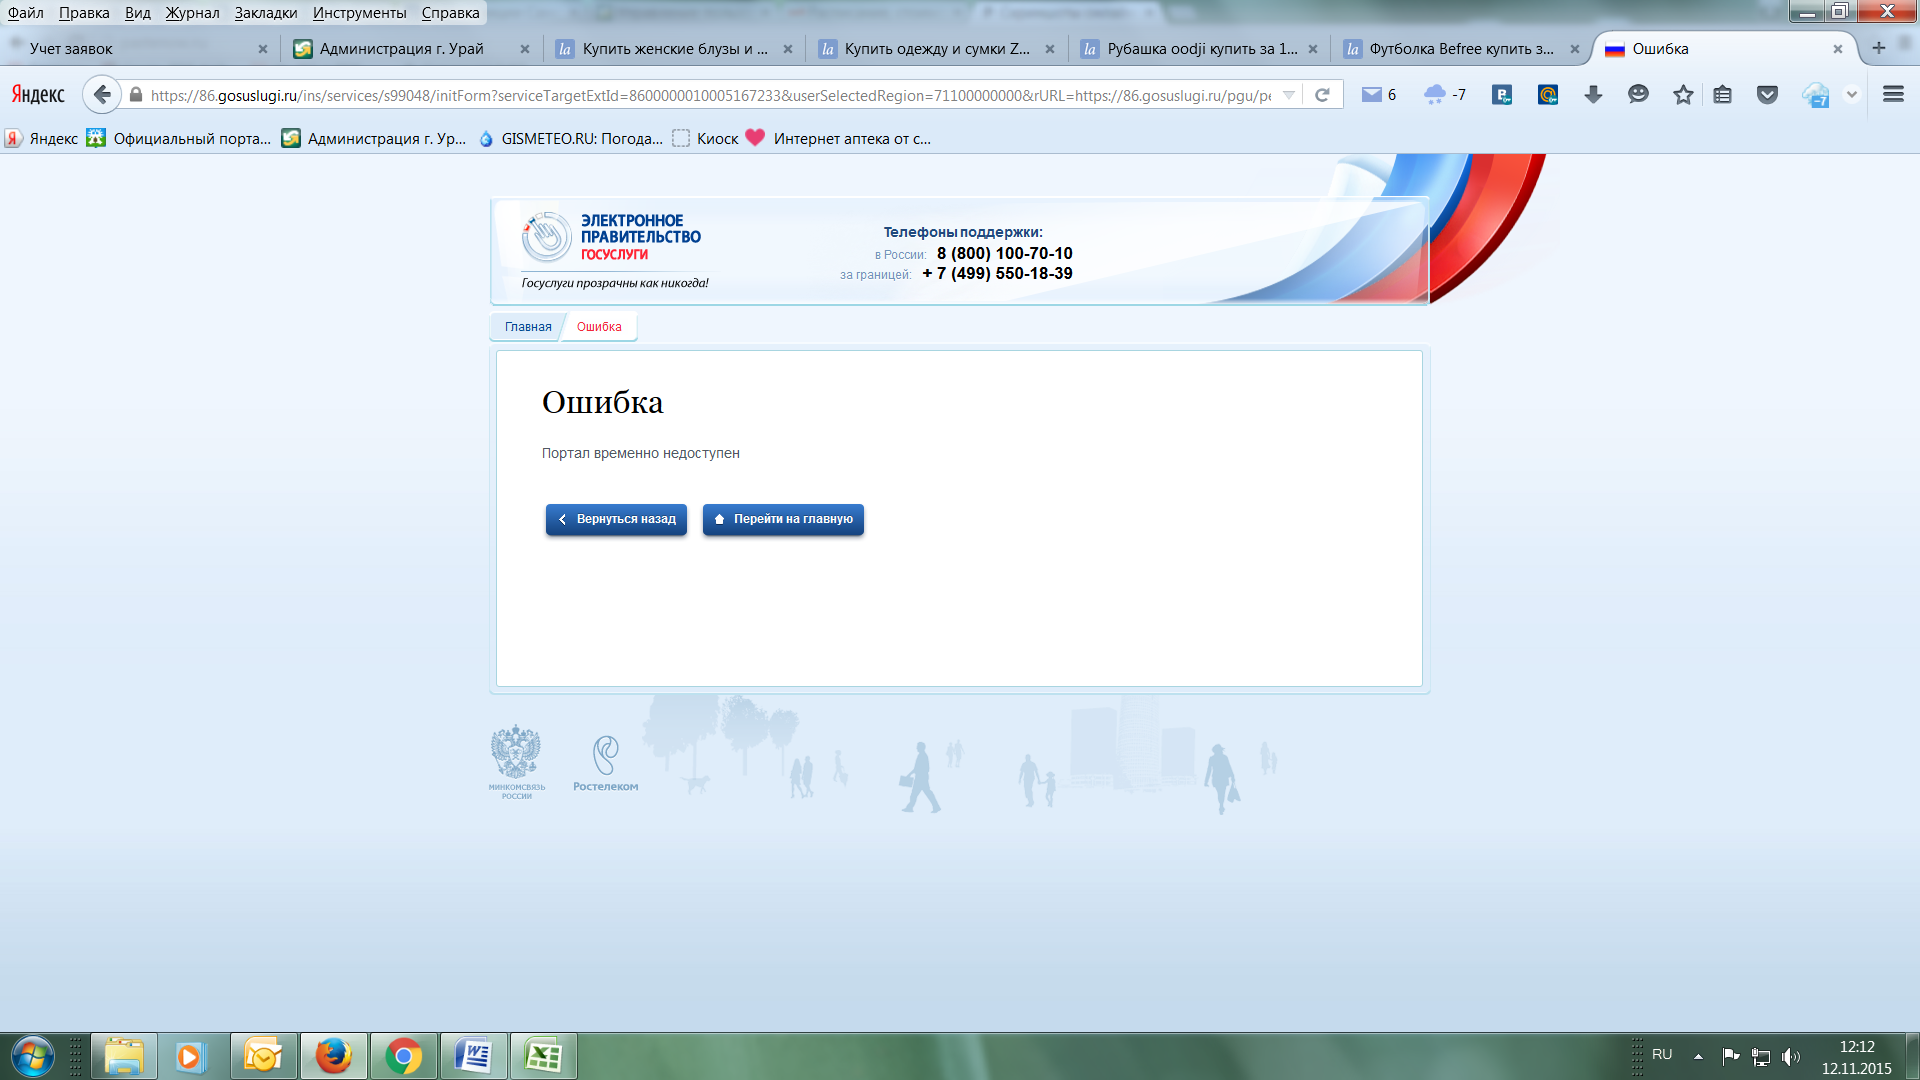 Файл Правка Вид Журнал Закладки Инструменты Справка
Учет заявок
Администрация г. Урай
Купить женские блузы и ...
Купить одежду и сумки Z...
Рубашка oodji купить за 1...
Футболка Befree купить з...
Ошибка
Яндекс
https://86.gosuslugi.ru/ins/services/s99048/initForm?serviceTargetExtId=8600000010005167233&userSelectedRegion=71100000000&rURL=https://86.gosuslugi.ru/pgu/pe
6
-7
-7
Яндекс
Официальный порта...
Администрация г. Ур...
GISMETEO.RU: Погода...
Киоск
Интернет аптека от с...
ЭЛЕКТРОННОЕ
ПРАВИТЕЛЬСТВО
ГОСУСЛУГИ
Госуслуги прозрачны как никогда!
Телефоны поддержки:
в России: 8 (800) 100-70-10
за границей: + 7 (499) 550-18-39
Главная
Ошибка
Ошибка
Портал временно недоступен
Вернуться назад
Перейти на главную
МИНКОМСВЯЗЬ
РОССИИ
Ростелеком
RU
12:12
12.11.2015